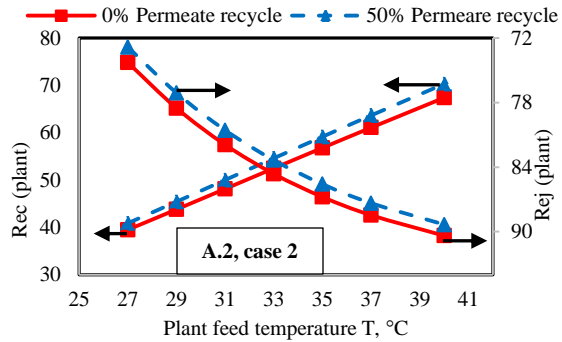 0% Permeate recycle 50% Permeare recycle
80
70
60
50
40
30
Rec (plant)
72
78
84
90
Rej (plant)
A.2, case 2
25 27 29 31 33 35 37 39 41
Plant feed temperature T, °C